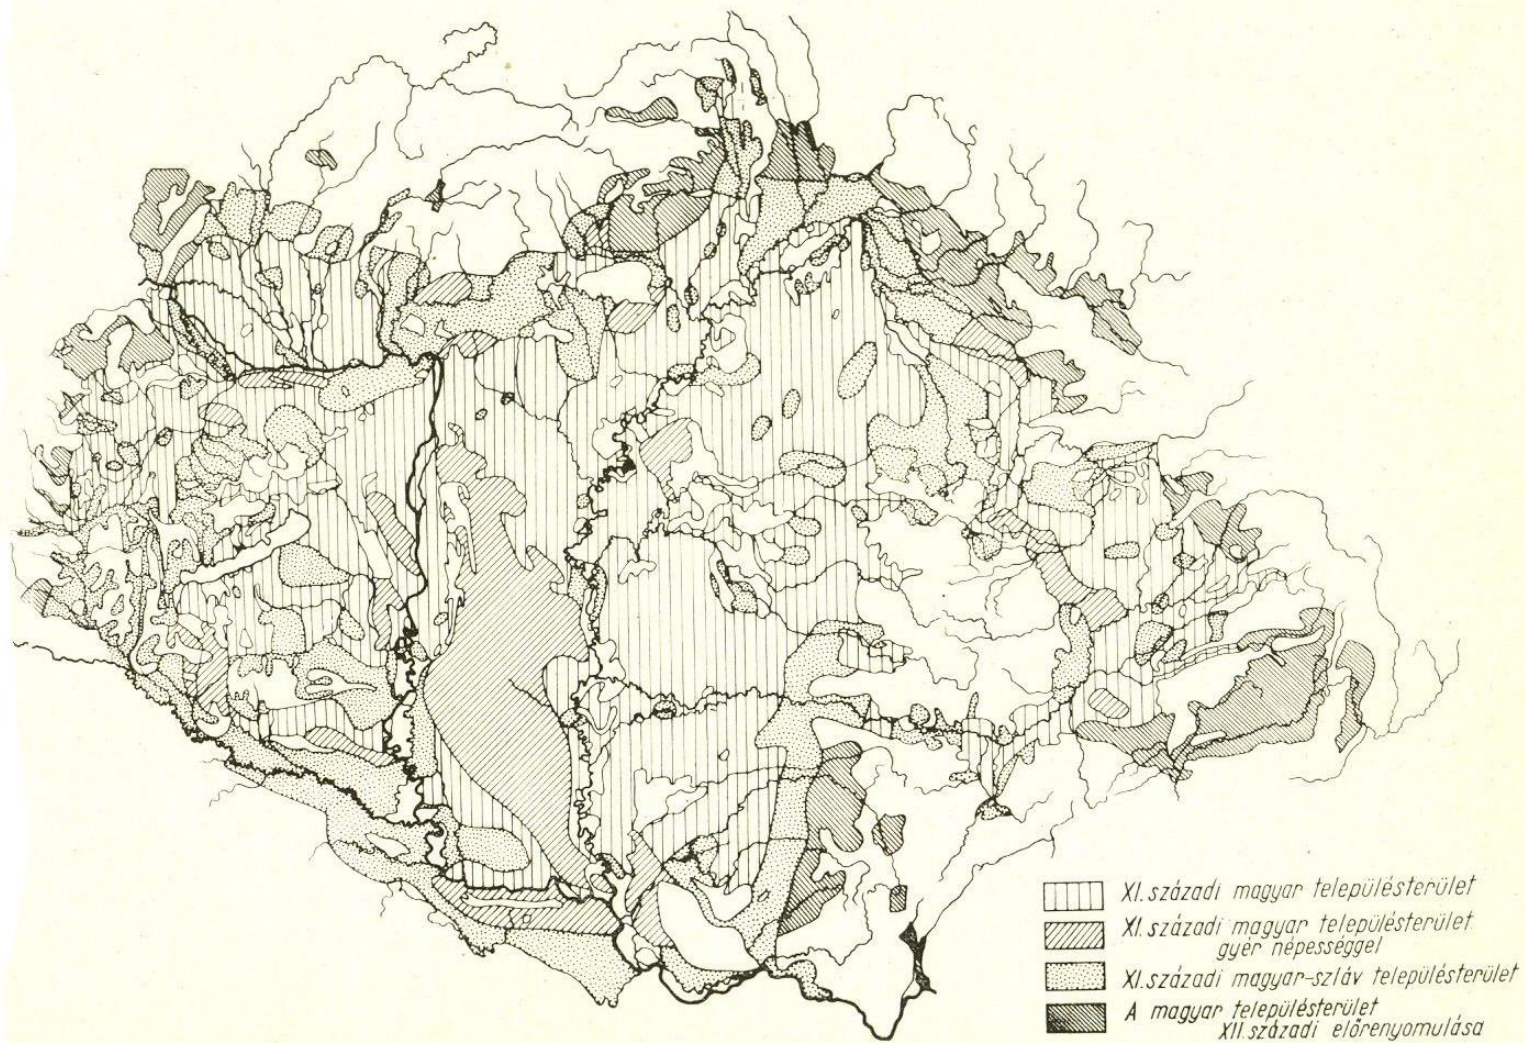 XI. századi magyar településterület
XI. századi magyar településterület
gyér népességgel
XI. századi magyar-szláv településterület
A magyar településterület
XII. századi előrenyomulása